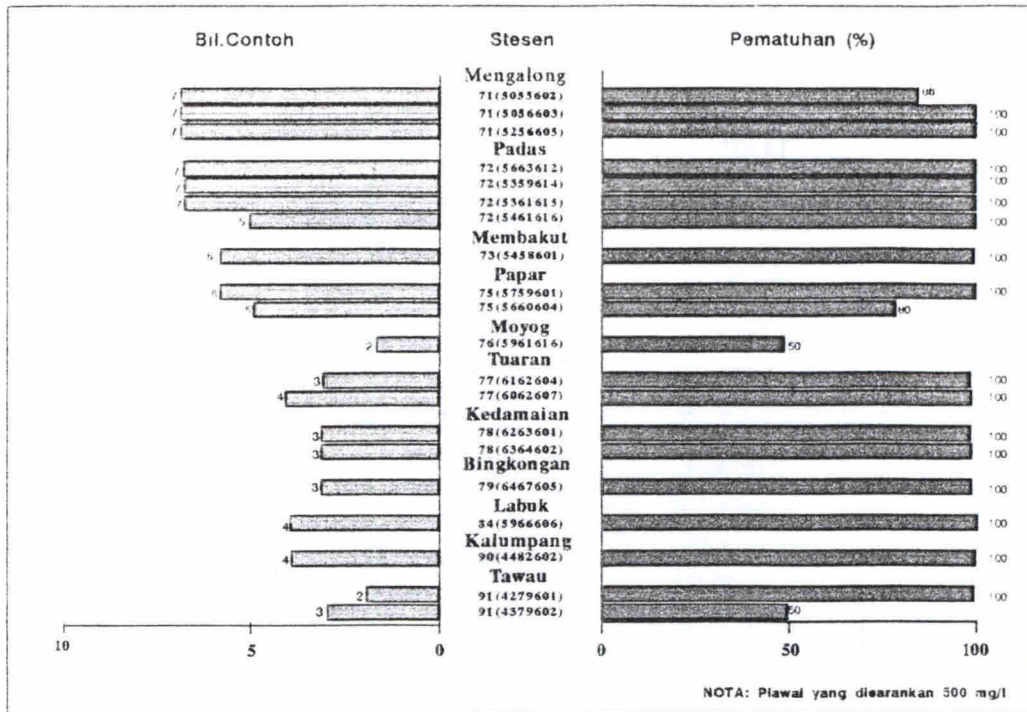 Bil.Contoh Stesen Pematuhan (%)
Mengalong
7 71(5055602) 86
7 71(5056603) 100
7 71(5256605) 100
Padas
7 72(5663612) 100
7 72(5359614) 100
7 72(5361615) 100
5 72(5461616) 100
Membakut
6 73(5458601) 100
Papar
6 75(5759601) 100
5 75(5660604) 80
Moyog
2 76(5961616) 50
Tuaran
3 77(6162604) 100
4 77(6062607) 100
Kedamaian
3 78(6263601) 100
3 78(6364602) 100
Bingkongan
3 79(6467605) 100
Labuk
4 84(5966606) 100
Kalumpang
4 90(4482602) 100
Tawau
2 91(4279601) 100
3 91(4379602) 50
10 5 0 0 50 100
NOTA: Piawai yang disarankan 500 mg/l